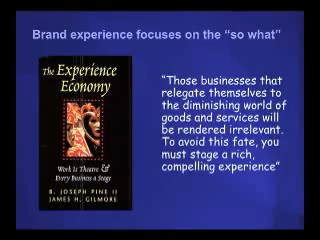 Brand experience focuses on the “so what”
The Experience
Economy
Work Is Theatre &
Every Business a Stage
B. JOSEPH PINE II
JAMES H. GILMORE
“Those businesses that
relegate themselves to
the diminishing world of
goods and services will
be rendered irrelevant.
To avoid this fate, you
must stage a rich,
compelling experience”